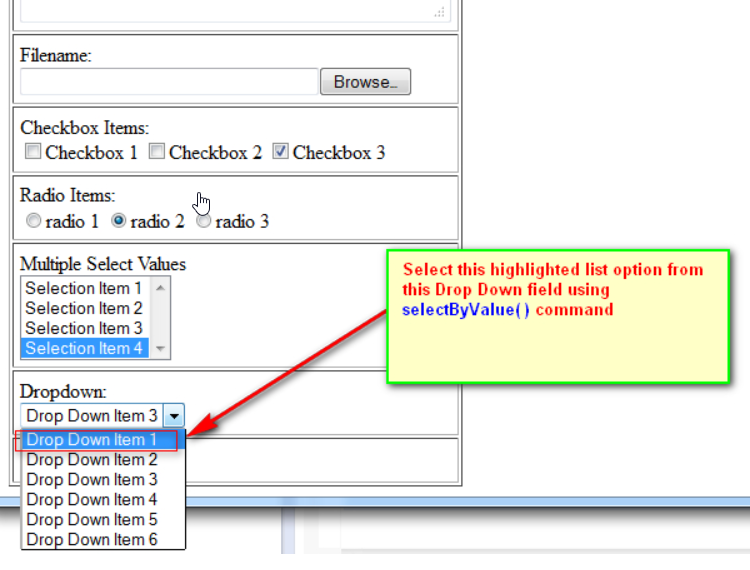 Filename:
Browse..
Checkbox Items:
Checkbox 1 Checkbox 2 Checkbox 3
Radio Items:
radio 1 radio 2 radio 3
Multiple Select Values
Selection Item 1
Selection Item 2
Selection Item 3
Selection Item 4
Select this highlighted list option from
this Drop Down field using
selectByValue() command
Dropdown:
Drop Down Item 3
Drop Down Item 1
Drop Down Item 2
Drop Down Item 3
Drop Down Item 4
Drop Down Item 5
Drop Down Item 6